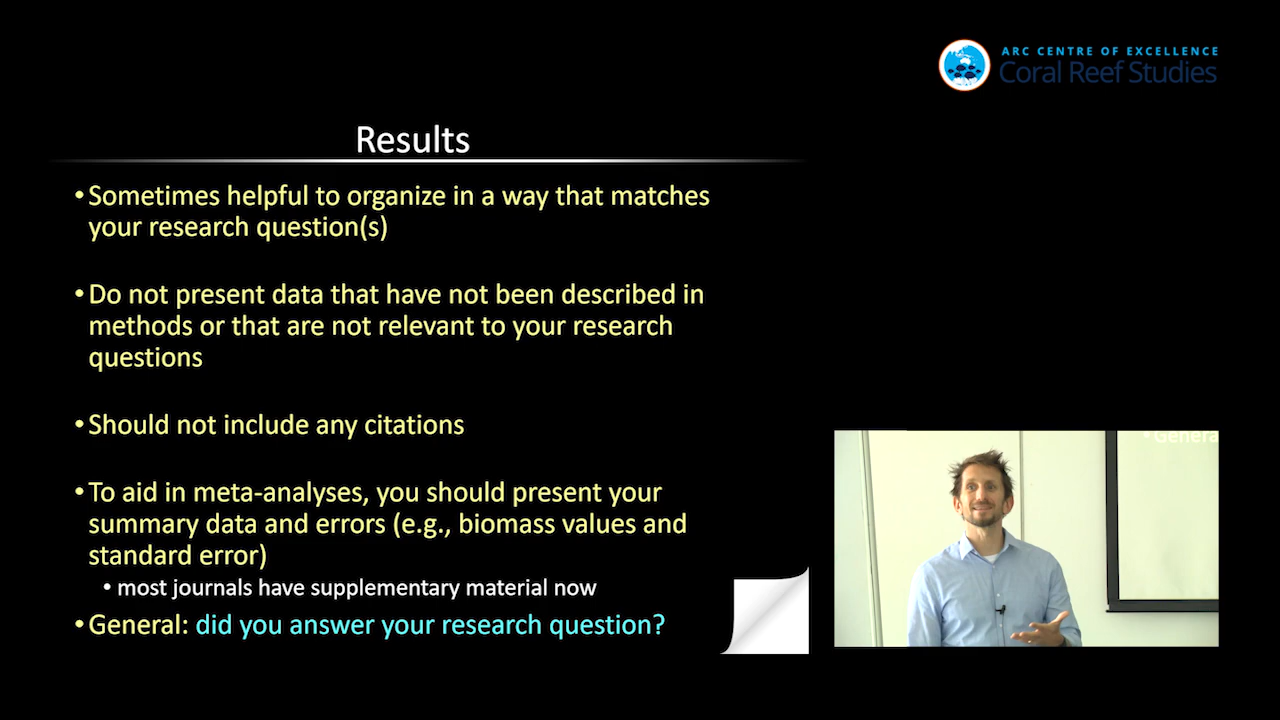 ARC CENTRE OF EXCELLENCE
Coral Reef Studies
Results
•Sometimes helpful to organize in a way that matches
your research question(s)
•Do not present data that have not been described in
methods or that are not relevant to your research
questions
•Should not include any citations
•To aid in meta-analyses, you should present your
summary data and errors (e.g., biomass values and
standard error)
• most journals have supplementary material now
•General: did you answer your research question?
• Genera